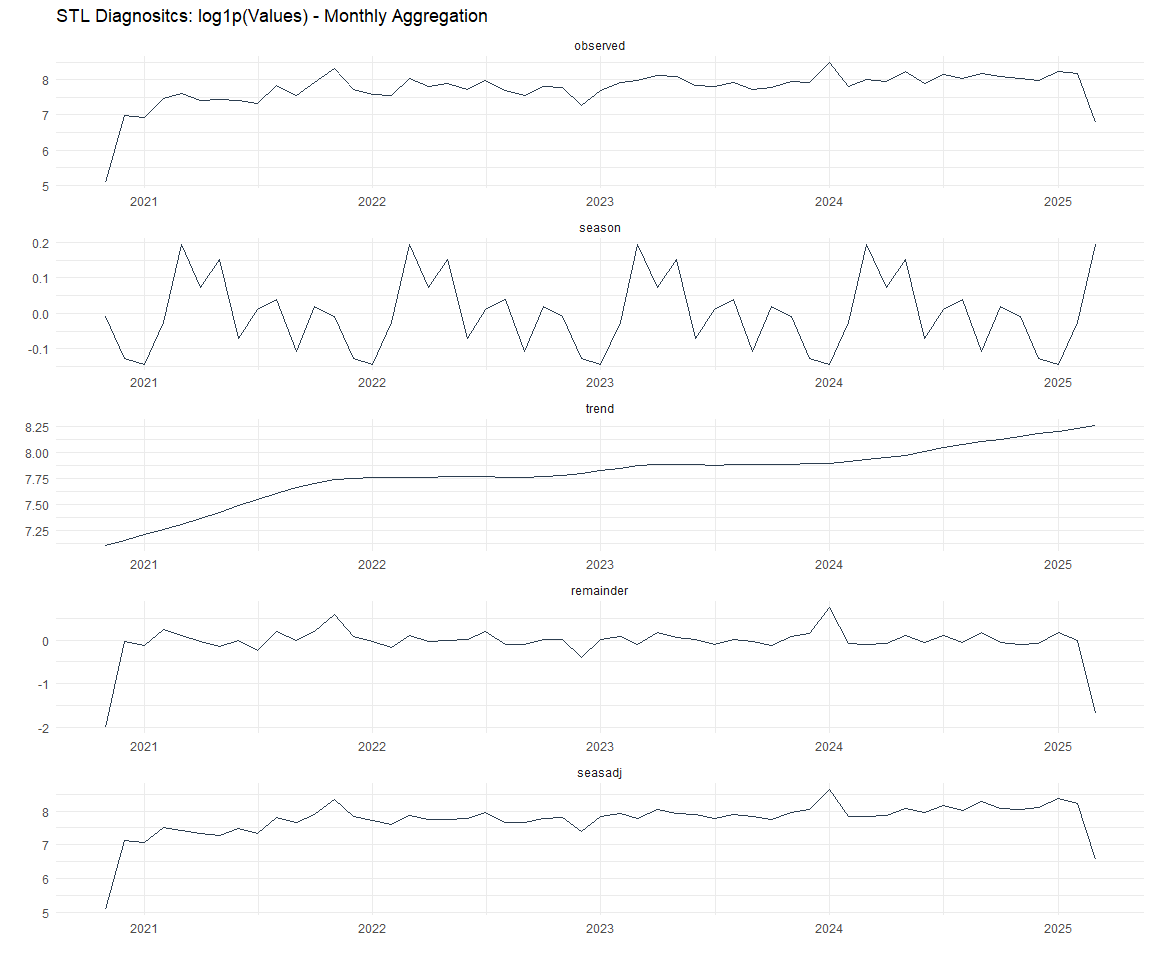 STL Diagnositcs: log1p(Values) - Monthly Aggregation
observed
8
7
6
5
2021 2022 2023 2024 2025
season
0.2
0.1
0.0
-0.1
2021 2022 2023 2024 2025
trend
8.25
8.00
7.75
7.50
7.25
2021 2022 2023 2024 2025
remainder
0
-1
-2
2021 2022 2023 2024 2025
seasadj
8
7
6
5
2021 2022 2023 2024 2025